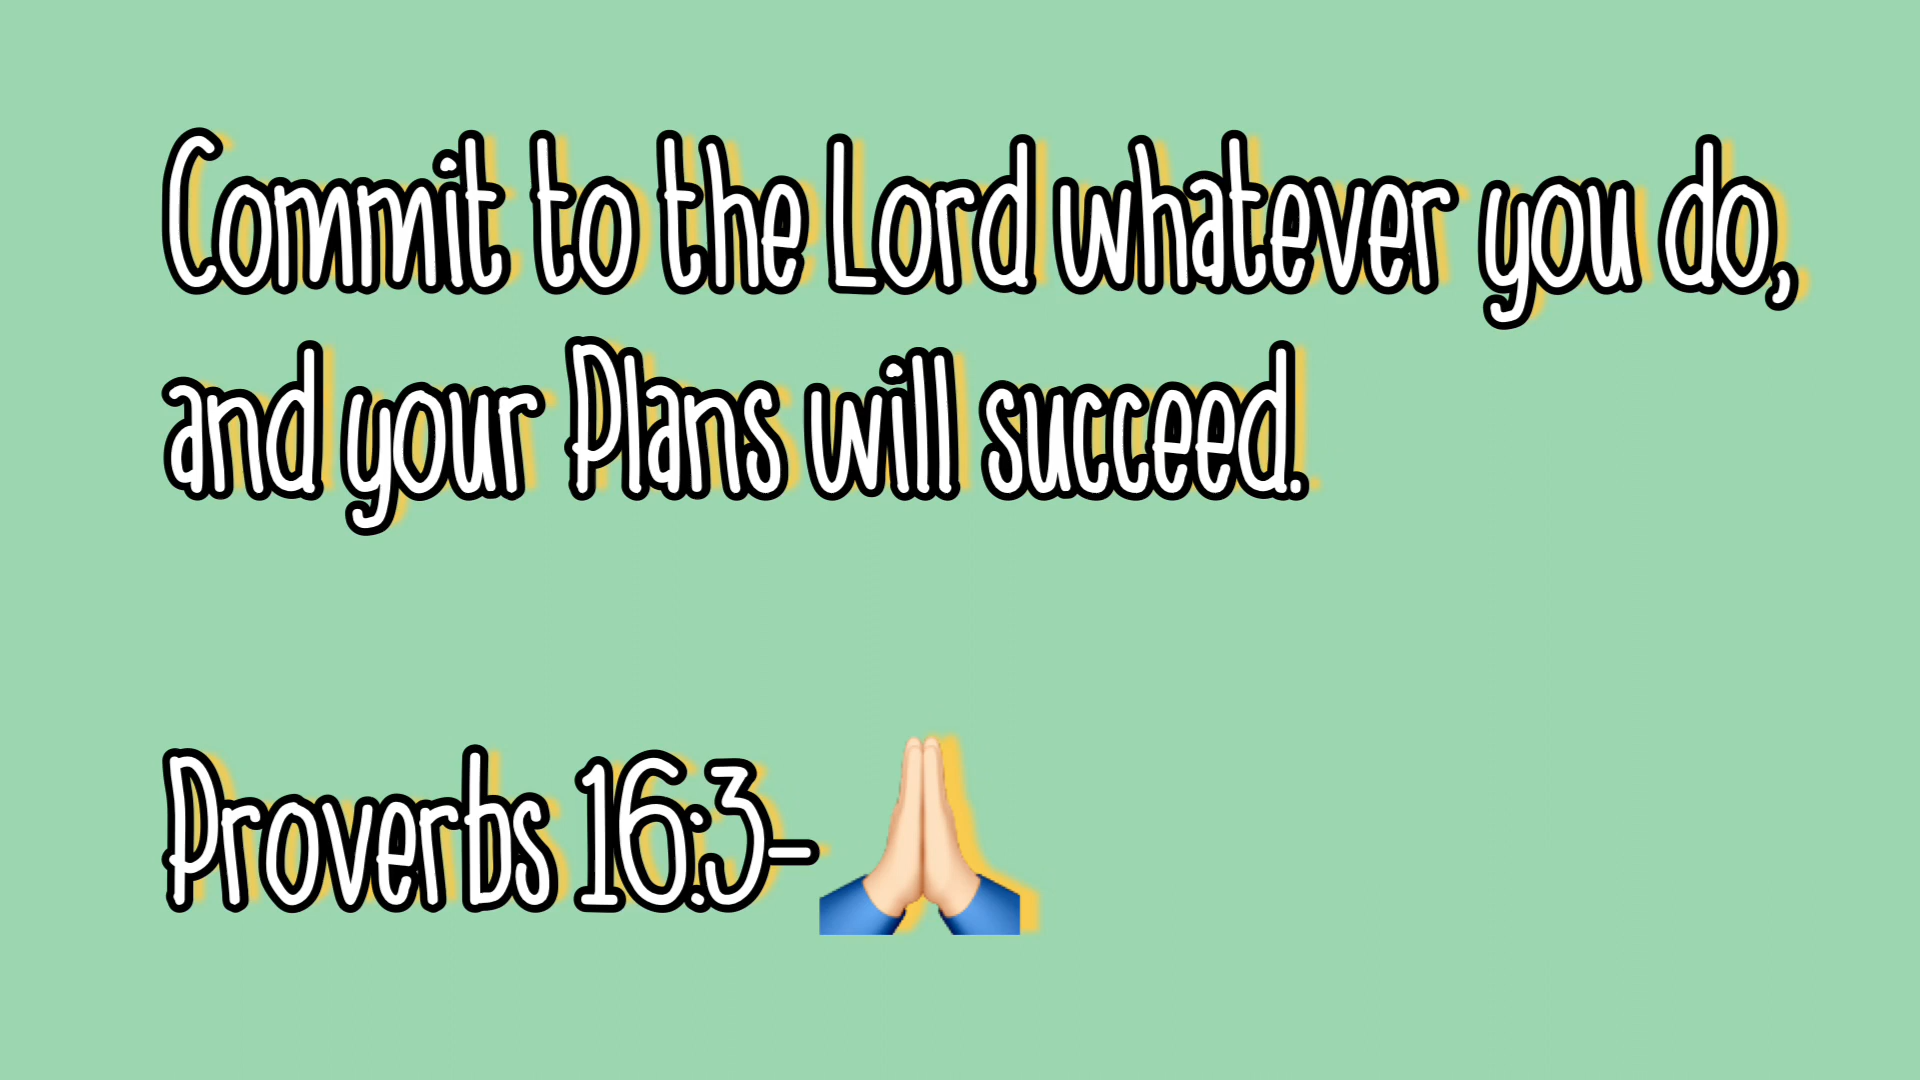 Commit to the Lord whatever you do,
and your Plans will succeed.
Proverbs 16:3-🙏🏻